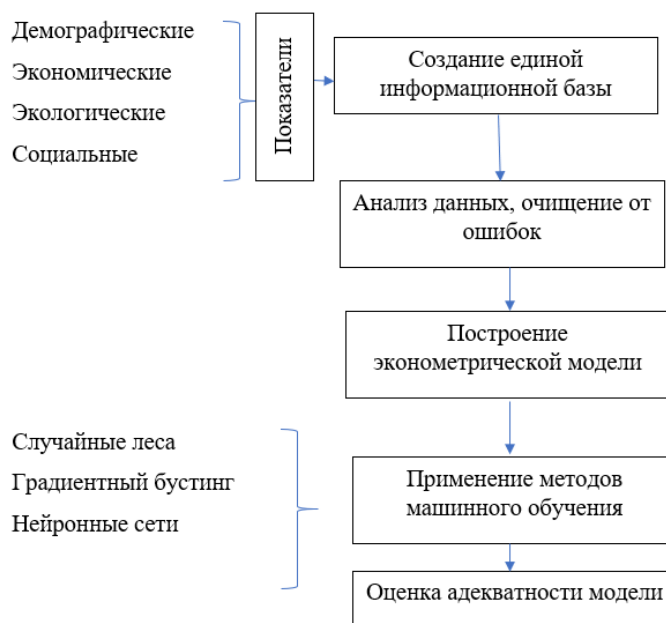 Демографические
Экономические
Экологические
Социальные
Показатели
Создание единой
информационной базы
Анализ данных, очищение от
ошибок
Построение
эконометрической модели
Случайные леса
Градиентный бустинг
Нейронные сети
Применение методов
машинного обучения
Оценка адекватности модели